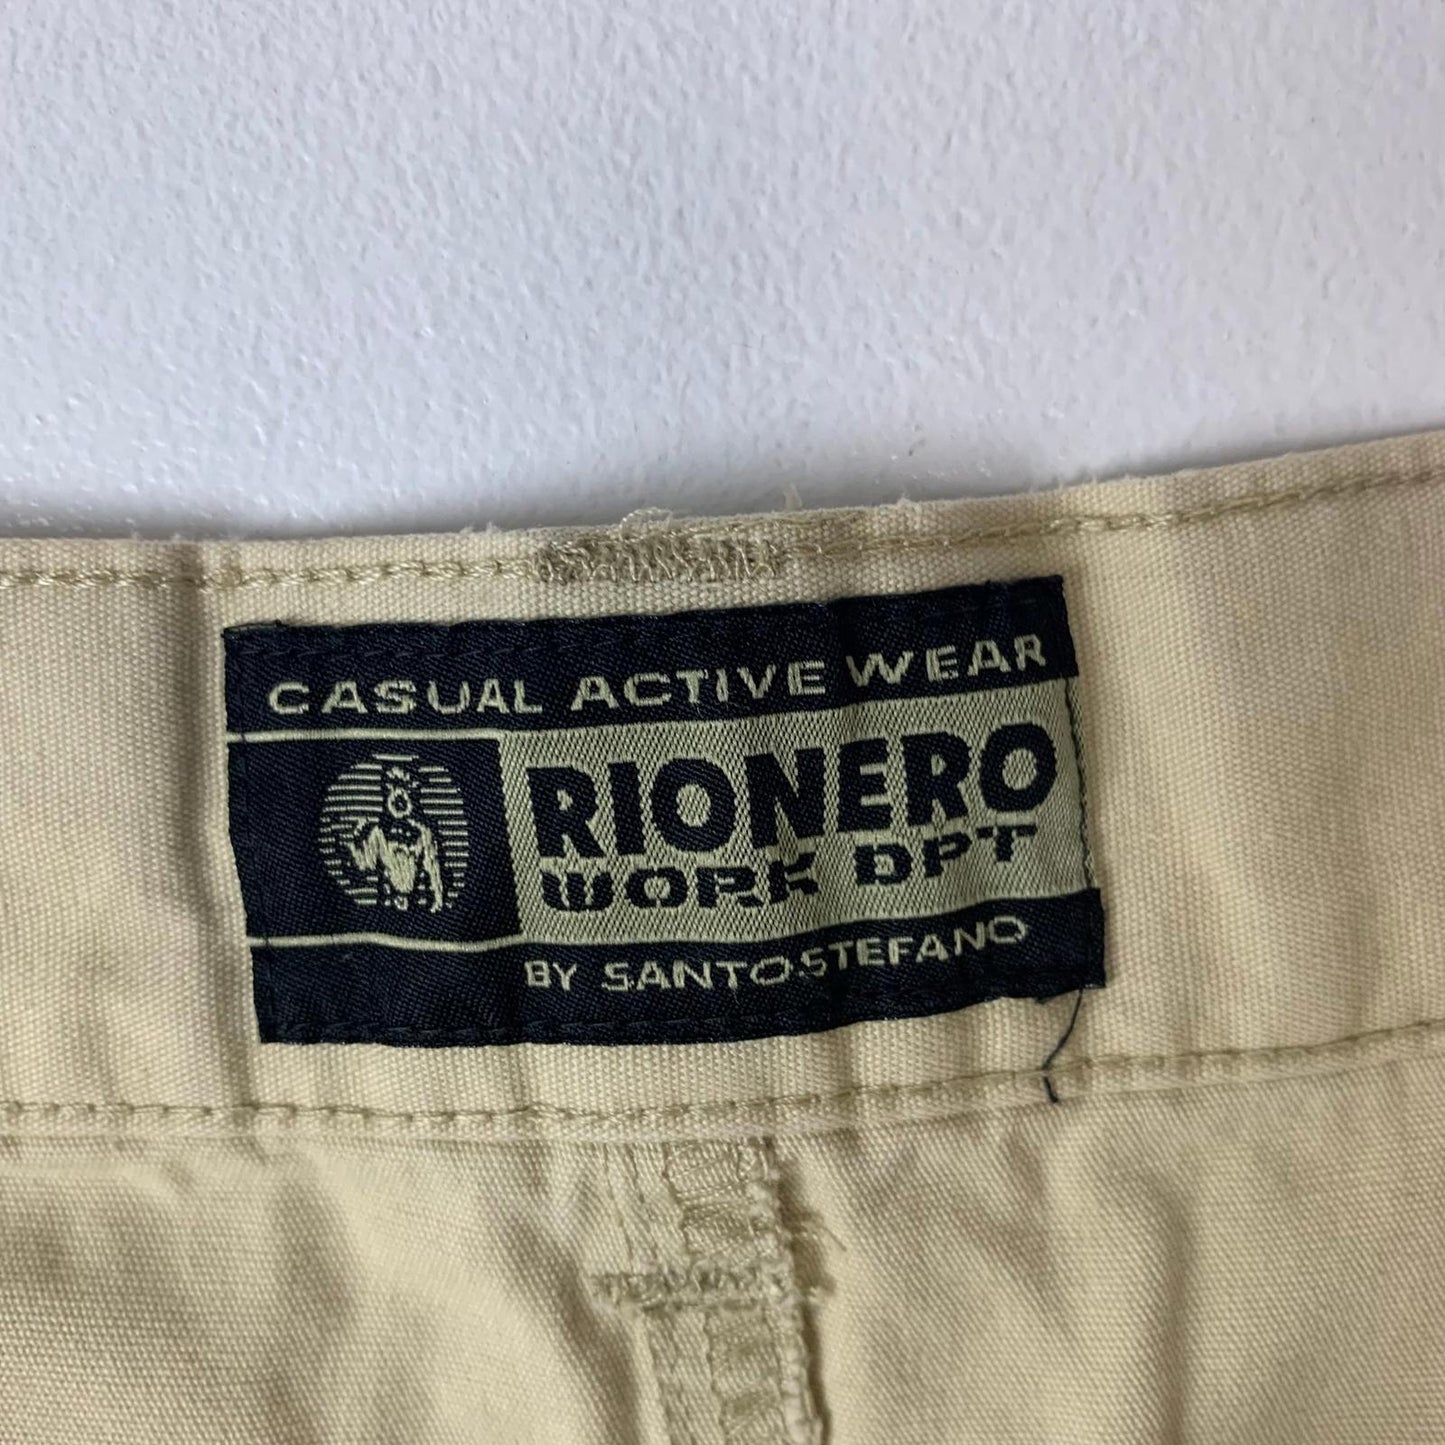 CASUAL ACTIVE WEAR
RIONERO
WORK DPT
BY SANTOSTEFANO